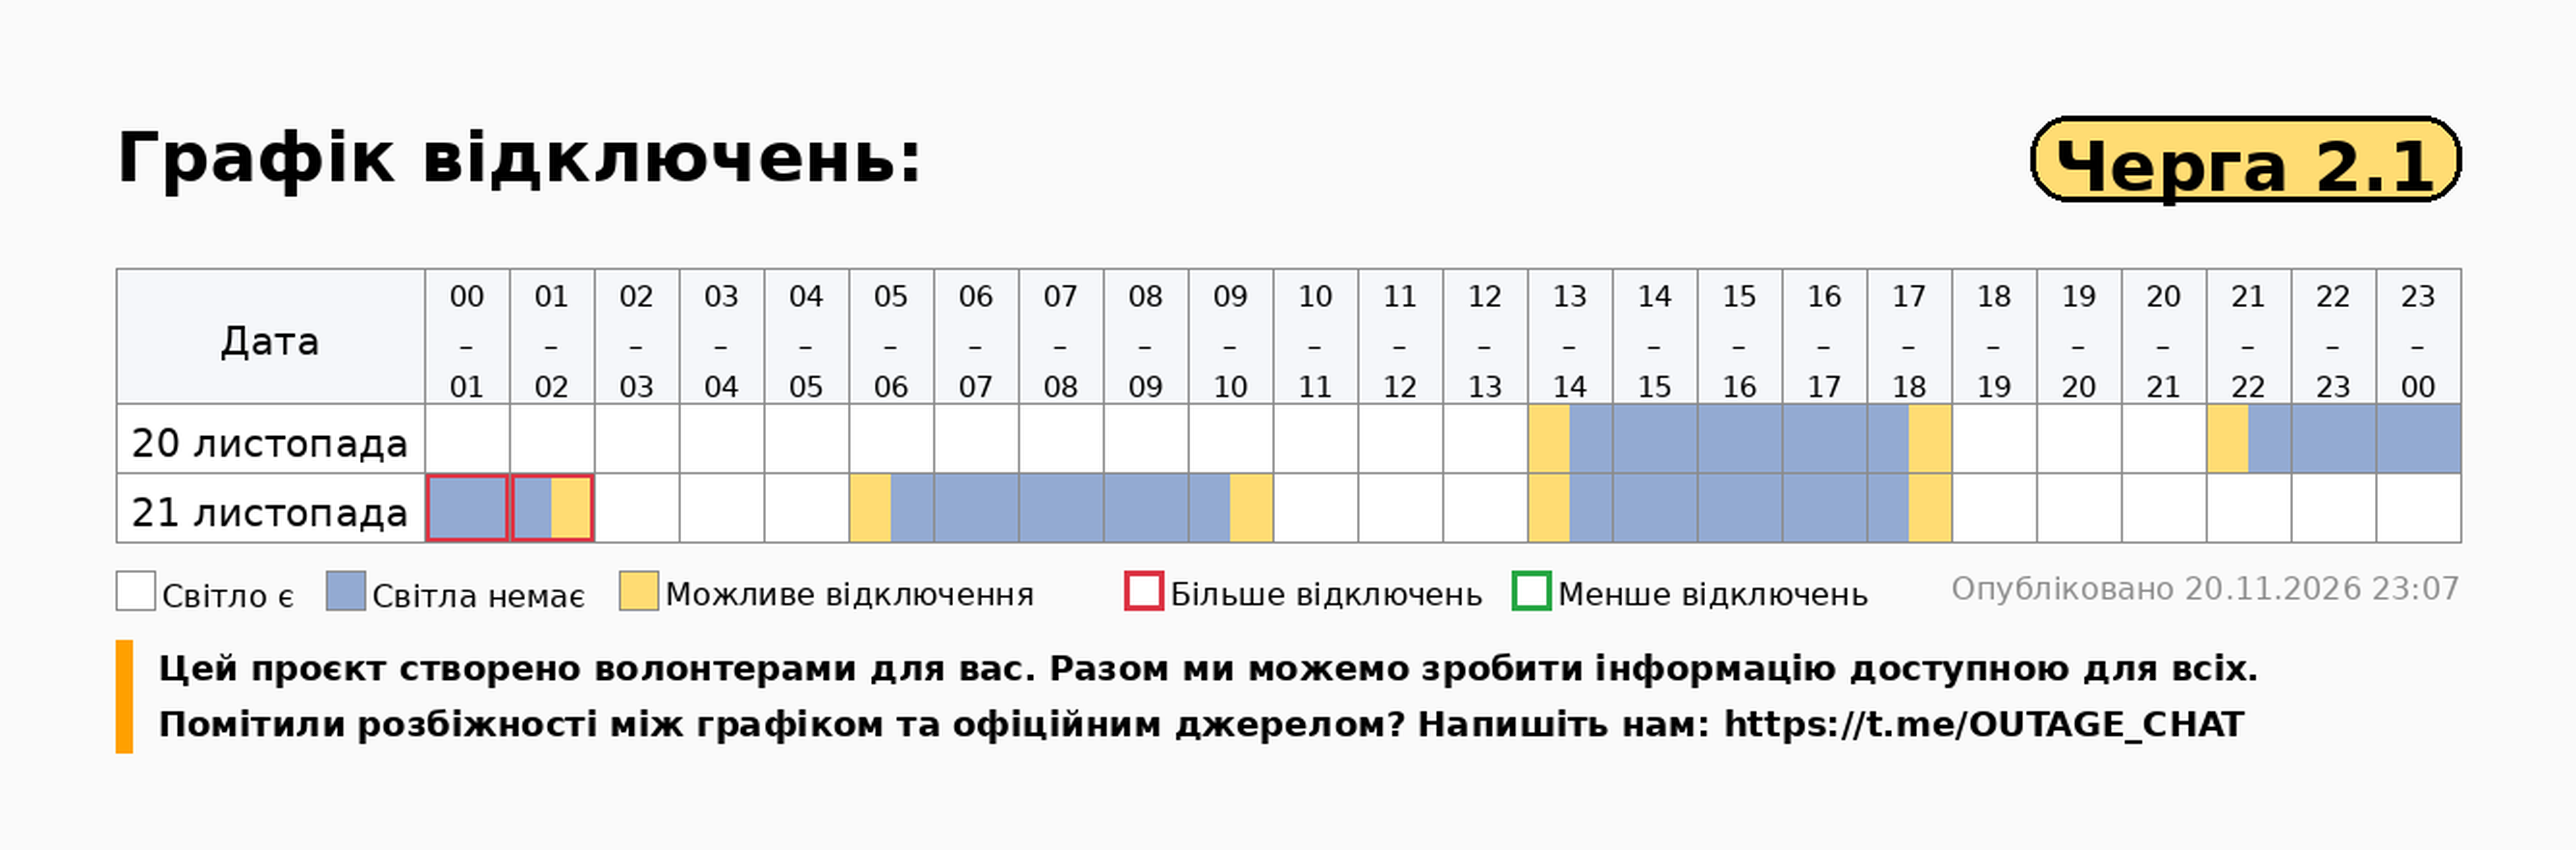 Графік відключень:
Черга 2.1
Дата
00 – 01
01 – 02
02 – 03
03 – 04
04 – 05
05 – 06
06 – 07
07 – 08
08 – 09
09 – 10
10 – 11
11 – 12
12 – 13
13 – 14
14 – 15
15 – 16
16 – 17
17 – 18
18 – 19
19 – 20
20 – 21
21 – 22
22 – 23
23 – 00
20 листопада
21 листопада
Світло є
Світла немає
Можливе відключення
Більше відключень
Менше відключень
Опубліковано 20.11.2026 23:07
Цей проєкт створено волонтерами для вас. Разом ми можемо зробити інформацію доступною для всіх.
Помітили розбіжності між графіком та офіційним джерелом? Напишіть нам: https://t.me/OUTAGE_CHAT